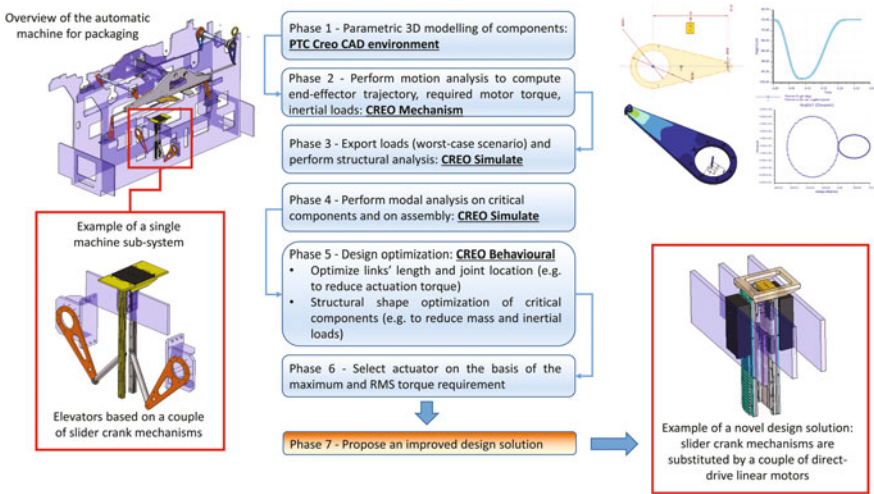 Overview of the automatic
machine for packaging
Example of a single
machine sub-system
Elevators based on a couple
of slider crank mechanisms
Phase 1 - Parametric 3D modelling of components:
PTC Creo CAD environment
Phase 2 – Perform motion analysis to compute
end-effector trajectory, required motor torque,
inertial loads: CREO Mechanism
Phase 3 - Export loads (worst-case scenario) and
perform structural analysis: CREO Simulate
Phase 4 - Perform modal analysis on critical
components and on assembly: CREO Simulate
Phase 5 - Design optimization: CREO Behavioural
• Optimize links' length and joint location (e.g.
to reduce actuation torque)
• Structural shape optimization of critical
components (e.g. to reduce mass and inertial
loads)
Phase 6 - Select actuator on the basis of the
maximum and RMS torque requirement
Phase 7 - Propose an improved design solution
Example of a novel design solution:
slider crank mechanisms are
substituted by a couple of direct-
drive linear motors